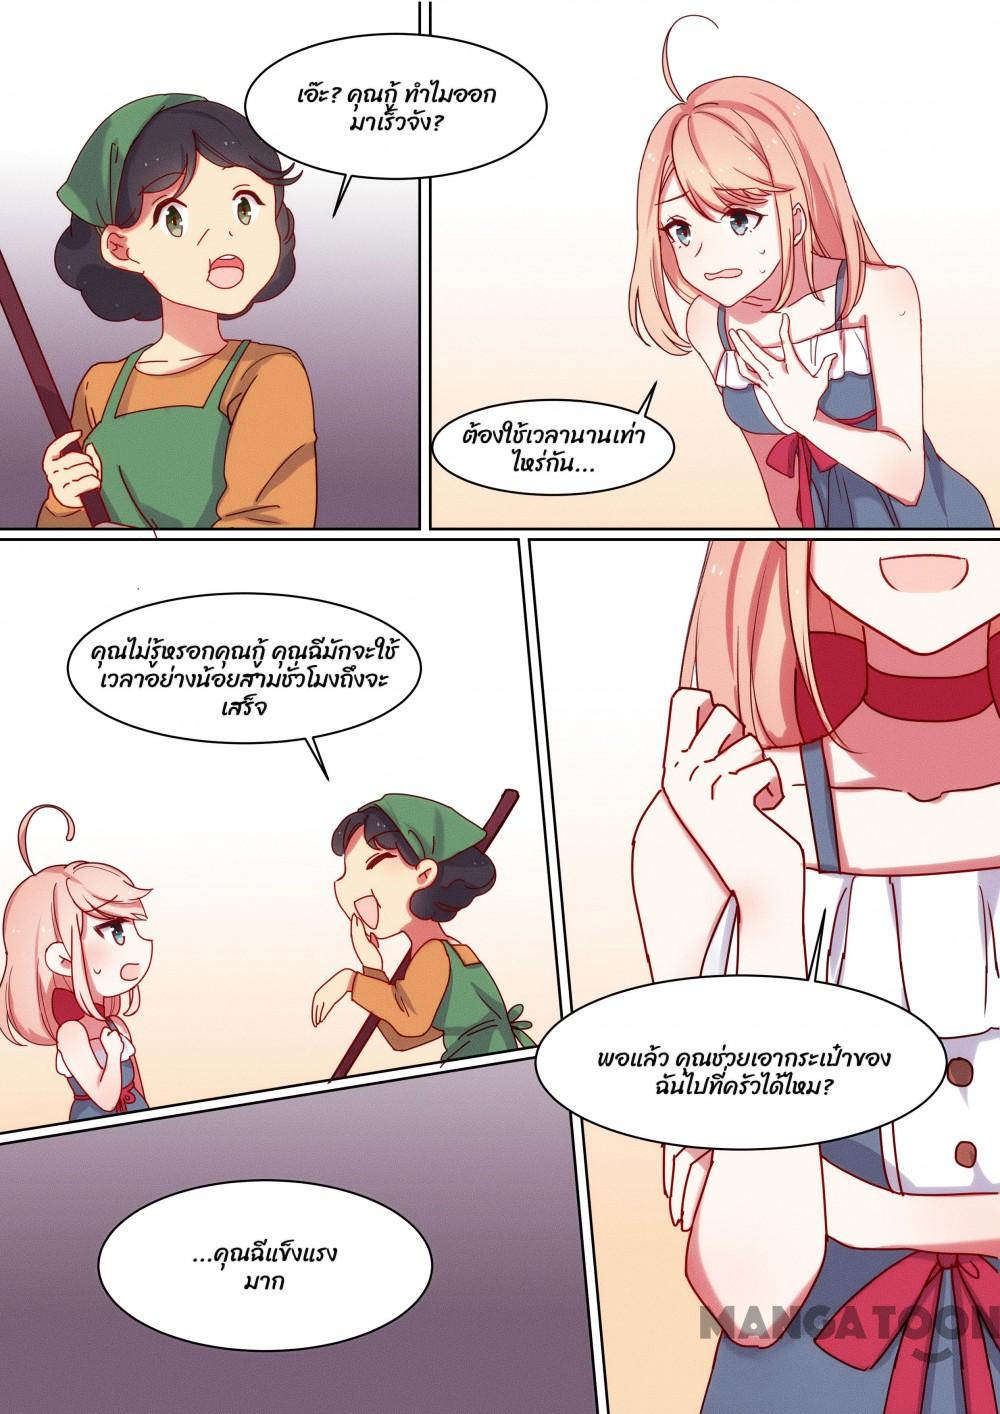 เอ๊ะ? คุณกู้ ทำไมออก
มาเร็วจัง?
ต้องใช้เวลานานเท่า
ไหร่กัน...
คุณไม่รู้หรอกคุณกู้ คุณฉีมักจะใช้
เวลาอย่างน้อยสามชั่วโมงถึงจะ
เสร็จ
พอแล้ว คุณช่วยเอากระเป๋าของ
ฉันไปที่ครัวได้ไหม?
...คุณฉีแข็งแรง
มาก
MANGATOON